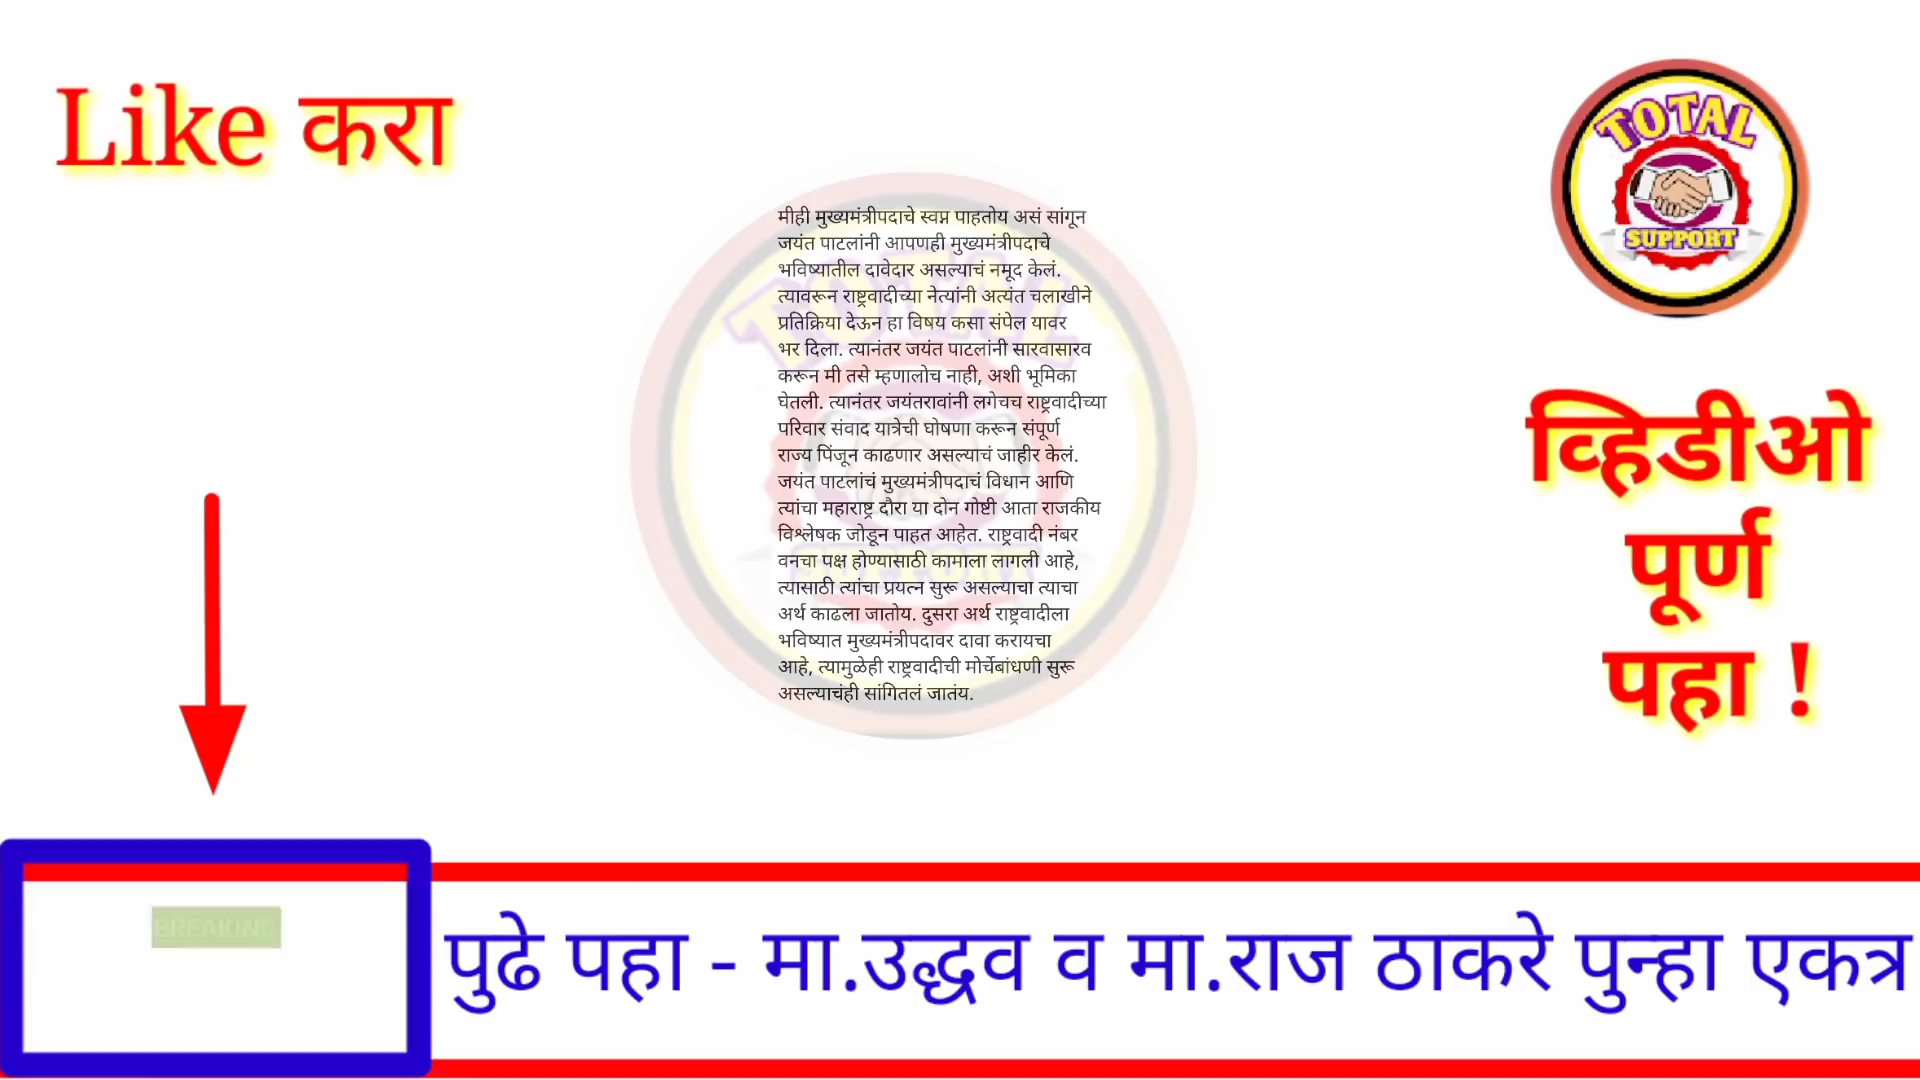 Like करा
TOTAL
SUPPORT
मीही मुख्यमंत्रीपदाचे स्वप्न पाहतोय असं सांगून
जयंत पाटलांनी आपणही मुख्यमंत्रीपदाचे
भविष्यातील दावेदार असल्याचं नमूद केलं.
त्यावरून राष्ट्रवादीच्या नेत्यांनी अत्यंत चलाखीने
प्रतिक्रिया देऊन हा विषय कसा संपेल यावर
भर दिला. त्यानंतर जयंत पाटलांनी सारवासारव
करून मी तसे म्हणालोच नाही, अशी भूमिका
घेतली. त्यानंतर जयंतरावांनी लगेचच राष्ट्रवादीच्या
परिवार संवाद यात्रेची घोषणा करून संपूर्ण
राज्य पिंजून काढणार असल्याचं जाहीर केलं.
जयंत पाटलांचं मुख्यमंत्रीपदाचं विधान आणि
त्यांचा महाराष्ट्र दौरा या दोन गोष्टी आता राजकीय
विश्लेषक जोडून पाहत आहेत. राष्ट्रवादी नंबर
वनचा पक्ष होण्यासाठी कामाला लागली आहे,
त्यासाठी त्यांचा प्रयत्न सुरू असल्याचा त्याचा
अर्थ काढला जातोय. दुसरा अर्थ राष्ट्रवादीला
भविष्यात मुख्यमंत्रीपदावर दावा करायचा
आहे, त्यामुळेही राष्ट्रवादीची मोर्चेबांधणी सुरू
असल्याचंही सांगितलं जातंय.
व्हिडीओ
पूर्ण
पहा !
BREAKING
पुढे पहा - मा.उद्धव व मा.राज ठाकरे पुन्हा एकत्र